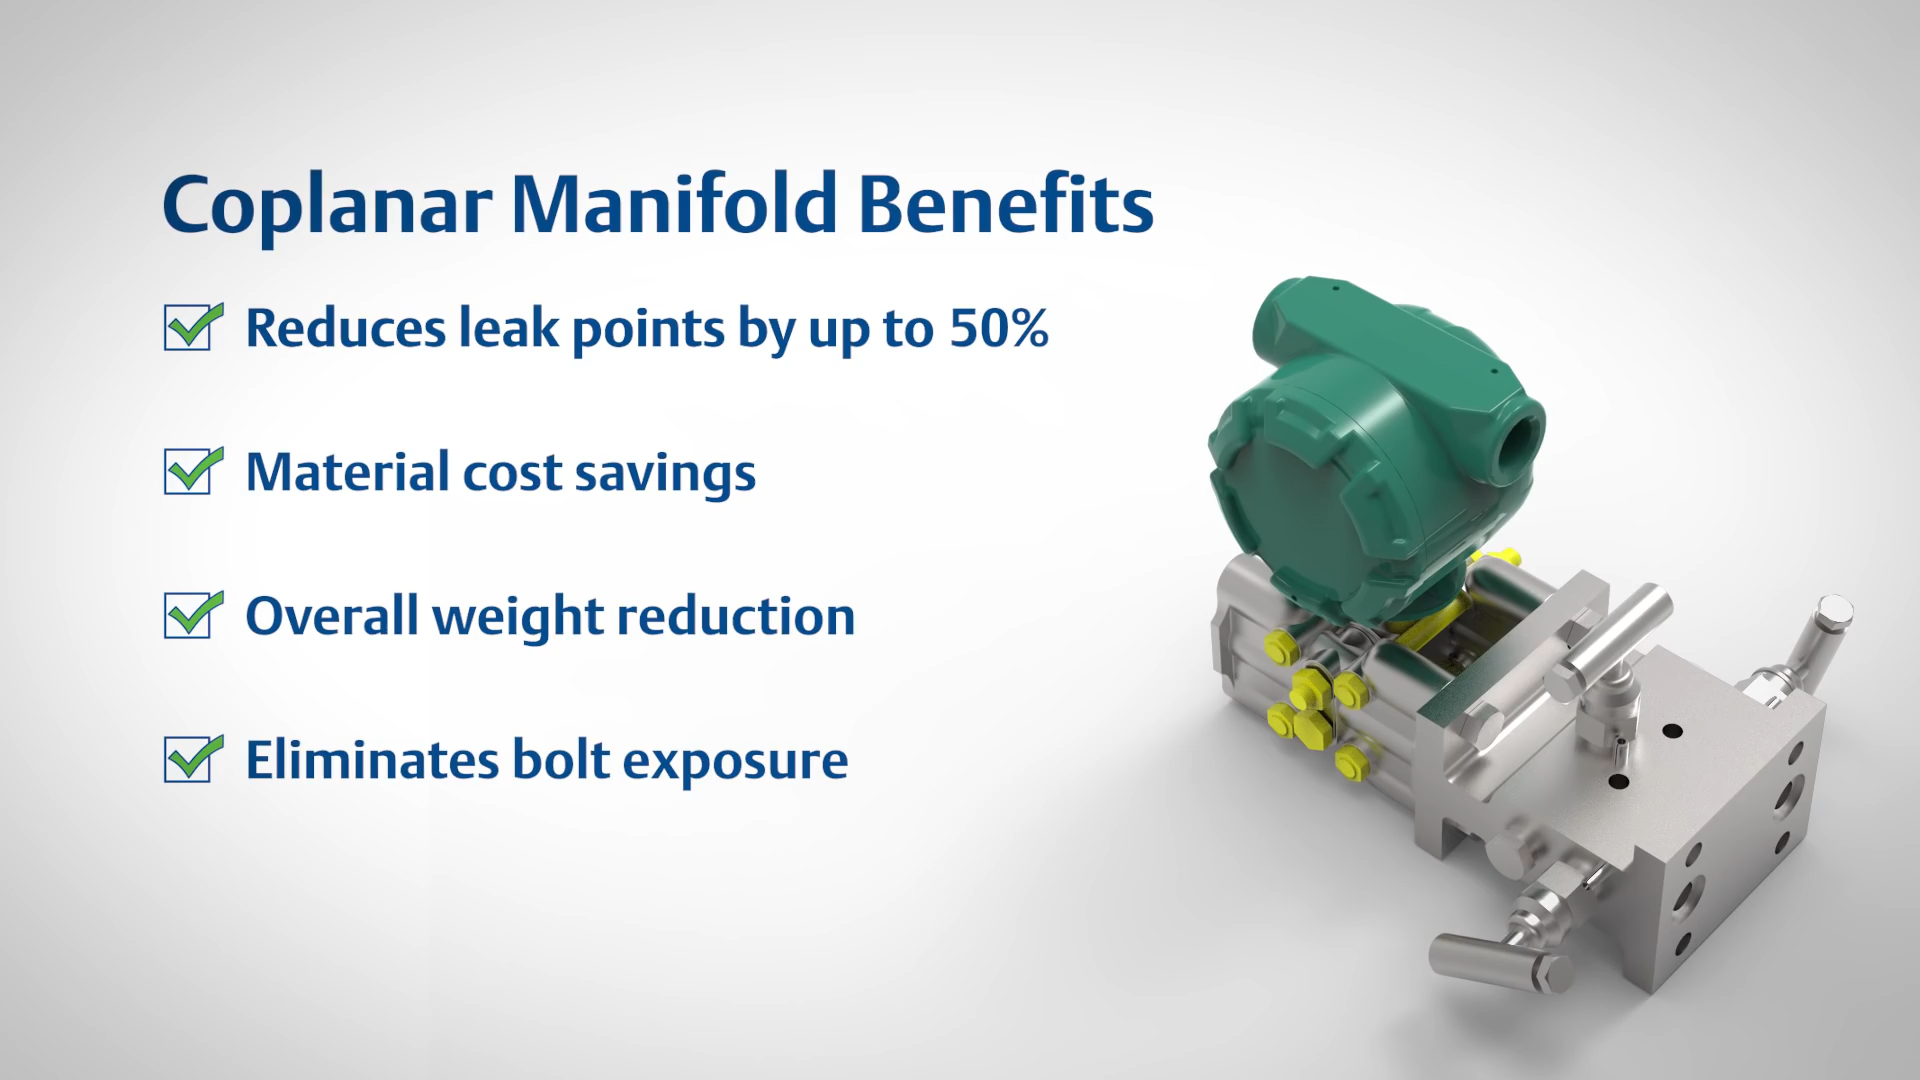 Coplanar Manifold Benefits
Reduces leak points by up to 50%
Material cost savings
Overall weight reduction
Eliminates bolt exposure